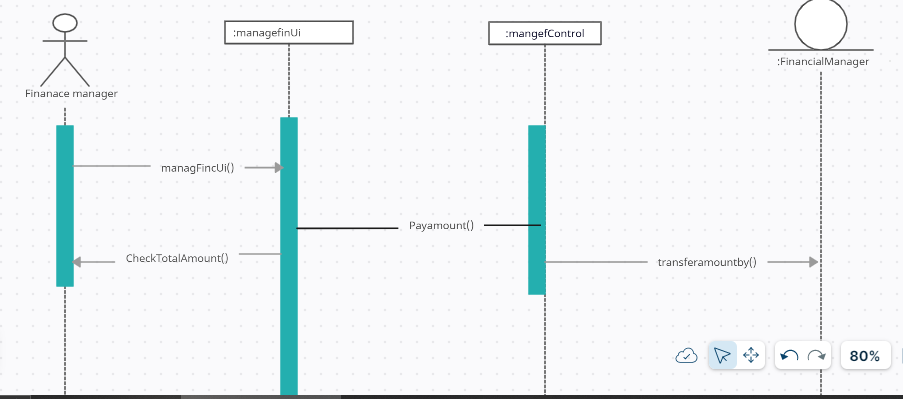 :managefinUi
:mangefControl
:FinancialManager
Finanace manager
managFincUi()
Payamount()
CheckTotalAmount()
transferamountby()
80%